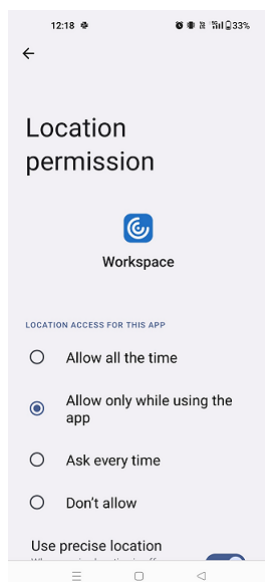 12:18
33%
Location
permission
Workspace
LOCATION ACCESS FOR THIS APP
Allow all the time
Allow only while using the
app
Ask every time
Don't allow
Use precise location